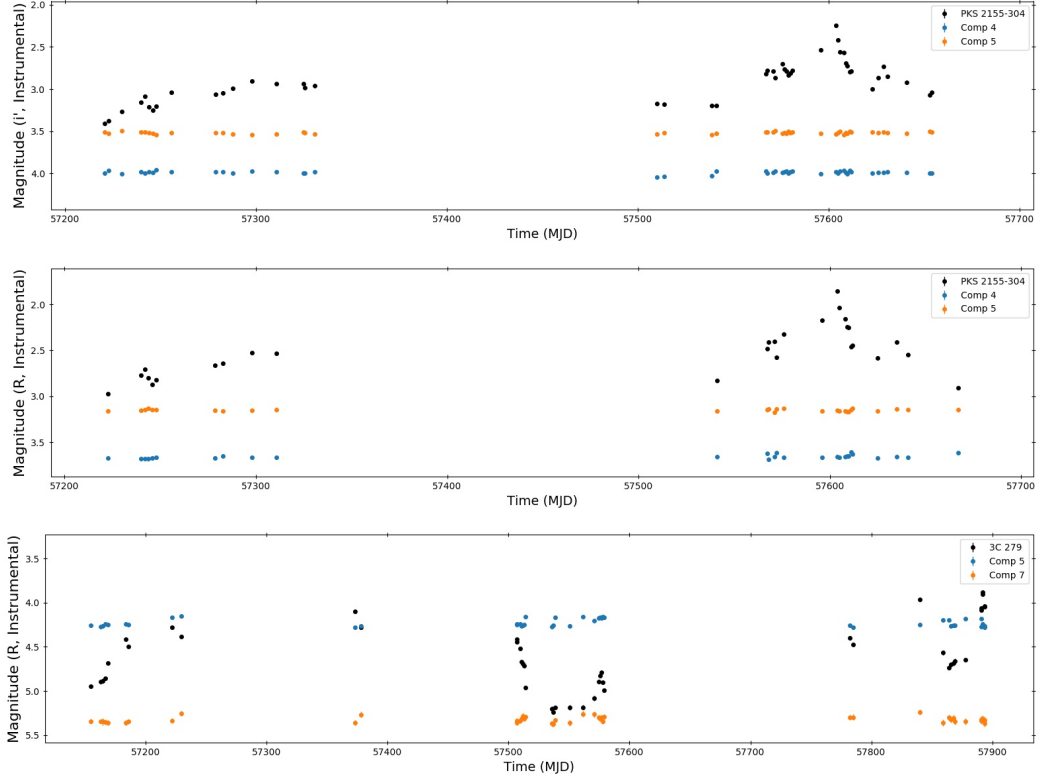 2.0
2.5
3.0
3.5
4.0
Magnitude (i', Instrumental)
PKS 2155-304
Comp 4
Comp 5
57200
57300
57400
57500
57600
57700
Time (MJD)
2.0
2.5
3.0
3.5
Magnitude (R, Instrumental)
PKS 2155-304
Comp 4
Comp 5
57200
57300
57400
57500
57600
57700
Time (MJD)
3.5
4.0
4.5
5.0
5.5
Magnitude (R, Instrumental)
3C 279
Comp 5
Comp 7
57200
57300
57400
57500
57600
57700
57800
57900
Time (MJD)